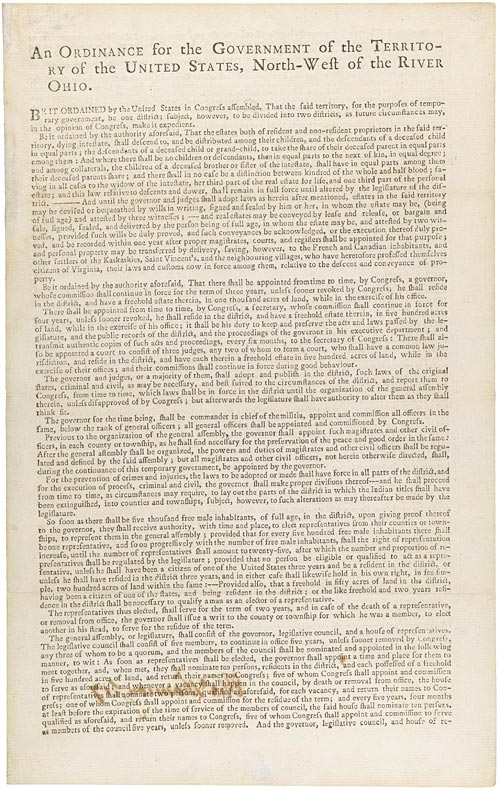 An Ordinance for the Government of the Territo-
ry of the United States, North-Weſt of the River
Ohio.
BE IT ORDAINED by the United States in Congreſs aſſembled, That the ſaid territory, for the purpoſes of tempo-
rary government, be one diſtrict; ſubject, however, to be divided into two diſtricts, as future circumſtances may,
in the opinion of Congreſs, make it expedient.
Be it ordained by the authority aforeſaid, That the eſtates both of reſident and non-reſident proprietors in the ſaid ter-
ritory, dying inteſtate, ſhall deſcend to, and be diſtributed among their children, and the deſcendants of a deceaſed child
in equal parts; the deſcendants of a deceaſed child or grand-child, to take the ſhare of their deceaſed parent in equal parts
among them: And where there ſhall be no children or deſcendants, then in equal parts to the next of kin, in equal degree;
and among collaterals, the children of a deceaſed brother or ſiſter of the inteſtate, ſhall have in equal parts among them
their deceaſed parents ſhare; and there ſhall in no caſe be a diſtinction between kindred of the whole and half blood; ſa-
ving in all caſes to the widow of the inteſtate, her third part of the real eſtate for life, and one third part of the perſonal
eſtate; and this law relative to deſcents and dower, ſhall remain in full force until altered by the legiſlature of the diſ-
trict. ——— And until the governor and judges ſhall adopt laws as herein after mentioned, eſtates in the ſaid territory
may be deviſed or bequeathed by wills in writing, ſigned and ſealed by him or her, in whom the eſtate may be, (being
of full age) and atteſted by three witneſſes; — and real eſtates may be conveyed by leaſe and releaſe, or bargain and
ſale, ſigned, ſealed, and delivered by the perſon being of full age, in whom the eſtate may be, and atteſted by two wit-
neſſes, provided ſuch wills be duly proved, and ſuch conveyances be acknowledged, or the execution thereof duly pro-
ved, and be recorded within one year after proper magiſtrates, courts, and regiſters ſhall be appointed for that purpoſe;
and perſonal property may be transferred by delivery, ſaving, however, to the French and Canadian inhabitants, and
other ſettlers of the Kaskaskies, Saint Vincent's, and the neighbouring villages, who have heretofore profeſſed themſelves
citizens of Virginia, their laws and cuſtoms now in force among them, relative to the deſcent and conveyance of pro-
perty.
Be it ordained by the authority aforeſaid, That there ſhall be appointed from time to time, by Congreſs, a governor,
whoſe commiſſion ſhall continue in force for the term of three years, unleſs ſooner revoked by Congreſs; he ſhall reſide
in the diſtrict, and have a freehold eſtate therein, in one thouſand acres of land, while in the exerciſe of his office.
There ſhall be appointed from time to time, by Congreſs, a ſecretary, whoſe commiſſion ſhall continue in force for
four years, unleſs ſooner revoked, he ſhall reſide in the diſtrict, and have a freehold eſtate therein, in five hundred acres
of land, while in the exerciſe of his office; it ſhall be his duty to keep and preſerve the acts and laws paſſed by the le-
giſlature, and the public records of the diſtrict, and the proceedings of the governor in his executive department; and
tranſmit authentic copies of ſuch acts and proceedings, every ſix months, to the ſecretary of Congreſs: There ſhall al-
ſo be appointed a court to conſiſt of three judges, any two of whom to form a court, who ſhall have a common law ju-
riſdiction, and reſide in the diſtrict, and have each therein a freehold eſtate in five hundred acres of land, while in the
exerciſe of their offices; and their commiſſions ſhall continue in force during good behaviour.
The governor and judges, or a majority of them, ſhall adopt and publiſh in the diſtrict, ſuch laws of the original
ſtates, criminal and civil, as may be neceſſary, and beſt ſuited to the circumſtances of the diſtrict, and report them to
Congreſs, from time to time, which laws ſhall be in force in the diſtrict until the organization of the general aſſembly
therein, unleſs diſapproved of by Congreſs; but afterwards the legiſlature ſhall have authority to alter them as they ſhall
think fit.
The governor for the time being, ſhall be commander in chief of the militia, appoint and commiſſion all officers in the
ſame, below the rank of general officers; all general officers ſhall be appointed and commiſſioned by Congreſs.
Previous to the organization of the general aſſembly, the governor ſhall appoint ſuch magiſtrates and other civil of-
ficers, in each county or townſhip, as he ſhall find neceſſary for the preſervation of the peace and good order in the ſame:
After the general aſſembly ſhall be organized, the powers and duties of magiſtrates and other civil officers ſhall be regu-
lated and defined by the ſaid aſſembly; but all magiſtrates and other civil officers, not herein otherwiſe directed, ſhall,
during the continuance of this temporary government, be appointed by the governor.
For the prevention of crimes and injuries, the laws to be adopted or made ſhall have force in all parts of the diſtrict, and
for the execution of proceſs, criminal and civil, the governor ſhall make proper diviſions thereof—and he ſhall proceed
from time to time, as circumſtances may require, to lay out the parts of the diſtrict in which the Indian titles ſhall have
been extinguiſhed, into counties and townſhips, ſubject, however, to ſuch alterations as may thereafter be made by the
legiſlature.
So ſoon as there ſhall be five thouſand free male inhabitants, of full age, in the diſtrict, upon giving proof thereof
to the governor, they ſhall receive authority, with time and place, to elect repreſentatives from their counties or town-
ſhips, to repreſent them in the general aſſembly; provided that for every five hundred free male inhabitants there ſhall
be one repreſentative, and ſo on progreſſively with the number of free male inhabitants, ſhall the right of repreſentation
increaſe, until the number of repreſentatives ſhall amount to twenty-five, after which the number and proportion of re-
preſentatives ſhall be regulated by the legiſlature; provided that no perſon be eligible or qualified to act as a repre-
ſentative, unleſs he ſhall have been a citizen of one of the United States three years and be a reſident in the diſtrict, or
unleſs he ſhall have reſided in the diſtrict three years, and in either caſe ſhall likewiſe hold in his own right, in fee ſim-
ple, two hundred acres of land within the ſame:—Provided alſo, that a freehold in fifty acres of land in the diſtrict,
having been a citizen of one of the ſtates, and being reſident in the diſtrict; or the like freehold and two years reſi-
dence in the diſtrict ſhall be neceſſary to qualify a man as an elector of a repreſentative.
The repreſentatives thus elected, ſhall ſerve for the term of two years, and in caſe of the death of a repreſentative,
or removal from office, the governor ſhall iſſue a writ to the county or townſhip for which he was a member, to elect
another in his ſtead, to ſerve for the reſidue of the term.
The general aſſembly, or legiſlature, ſhall conſiſt of the governor, legiſlative council, and a houſe of repreſentatives.
The legiſlative council ſhall conſiſt of five members, to continue in office five years, unleſs ſooner removed by Congreſs,
any three of whom to be a quorum, and the members of the council ſhall be nominated and appointed in the following
manner, to wit: As ſoon as repreſentatives ſhall be elected, the governor ſhall appoint a time and place for them to
meet together, and, when met, they ſhall nominate ten perſons, reſidents in the diſtrict, and each poſſeſſed of a freehold
in five hundred acres of land, and return their names to Congreſs; five of whom Congreſs ſhall appoint and commiſſion
to ſerve as aforeſaid; and whenever a vacancy ſhall happen in the council, by death or removal from office, the houſe
of repreſentatives ſhall nominate two perſons, qualified as aforeſaid, for each vacancy, and return their names to Con-
greſs; one of whom Congreſs ſhall appoint and commiſſion for the reſidue of the term; and every five years, four months
at leaſt before the expiration of the time of ſervice of the members of council, the ſaid houſe ſhall nominate ten perſons,
qualified as aforeſaid, and return their names to Congreſs, five of whom Congreſs ſhall appoint and commiſſion to ſerve
as members of the council five years, unleſs ſooner removed. And the governor, legiſlative council, and houſe of re-